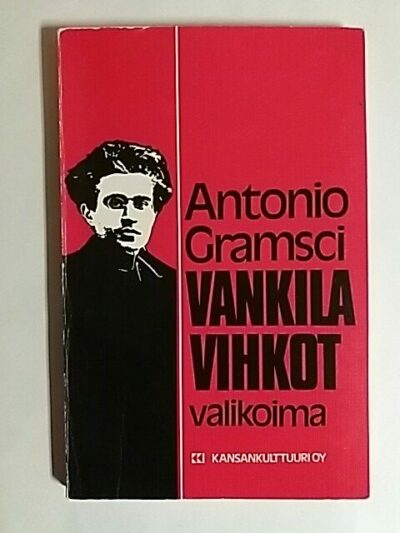 Antonio
Gramsci
VANKILA
VIHKOT
valikoima
KANSANKULTTUURI OY